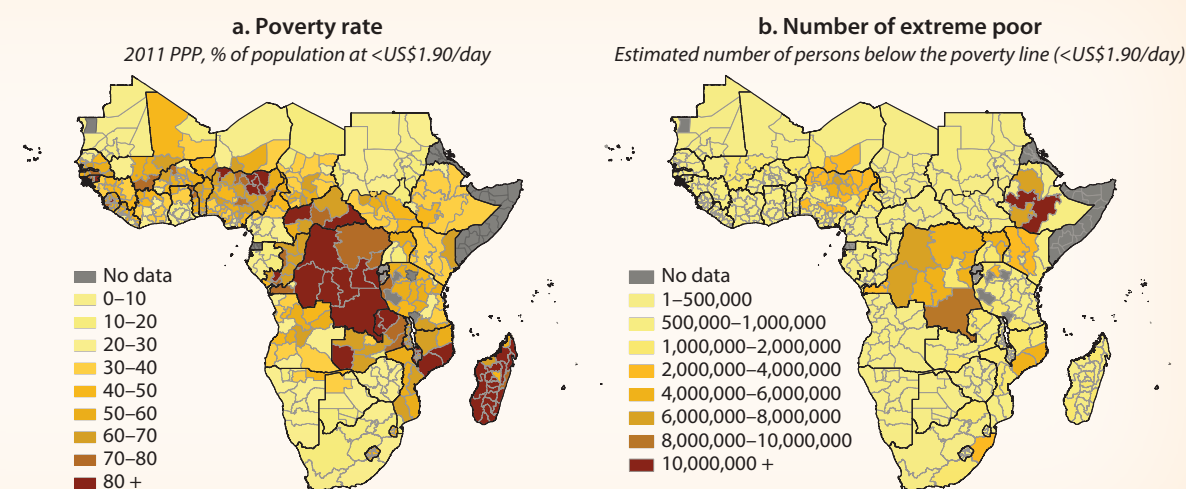 a. Poverty rate
2011 PPP, % of population at <US$1.90/day
No data
0–10
10–20
20–30
30–40
40–50
50–60
60–70
70–80
80 +
b. Number of extreme poor
Estimated number of persons below the poverty line (<US$1.90/day)
No data
1–500,000
500,000–1,000,000
1,000,000–2,000,000
2,000,000–4,000,000
4,000,000–6,000,000
6,000,000–8,000,000
8,000,000–10,000,000
10,000,000 +